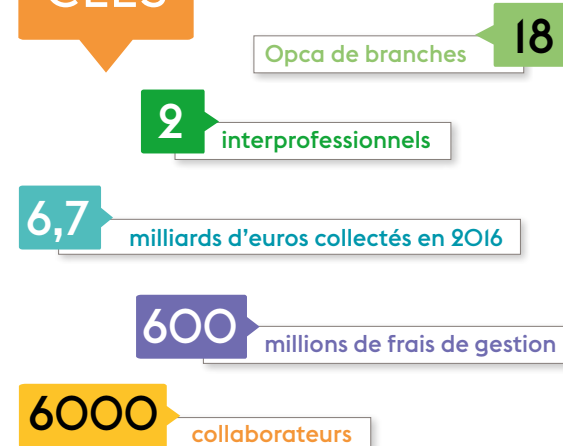 CLÉS
18
Opca de branches
2
interprofessionnels
6,7
milliards d’euros collectés en 2016
600
millions de frais de gestion
6000
collaborateurs